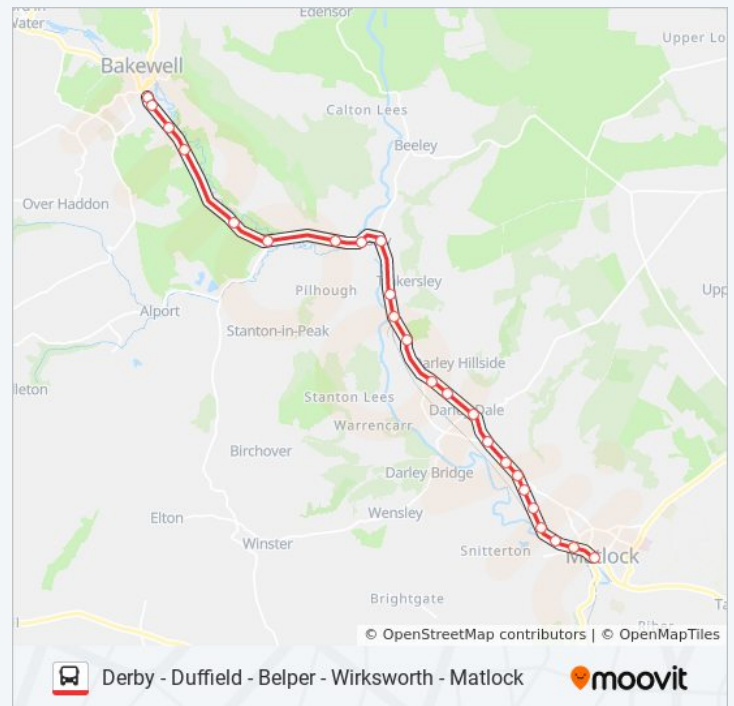 Edensor
Water
Bakewell
Upper Lo
Calton Lees
Beeley
Over Haddon
Pilhough
Alport
Stanton-in-Peak
Upp
Darley Hillside
lleton
Stanton Lees
Darley Dale
Warrencarr
Birchover
Darley Bridge
Elton
Wensley
Winster
Snitterton
Matlock
Brightgate
Ta
© OpenStreetMap contributors | © OpenMapTiles
Derby - Duffield - Belper - Wirksworth - Matlock
moovit